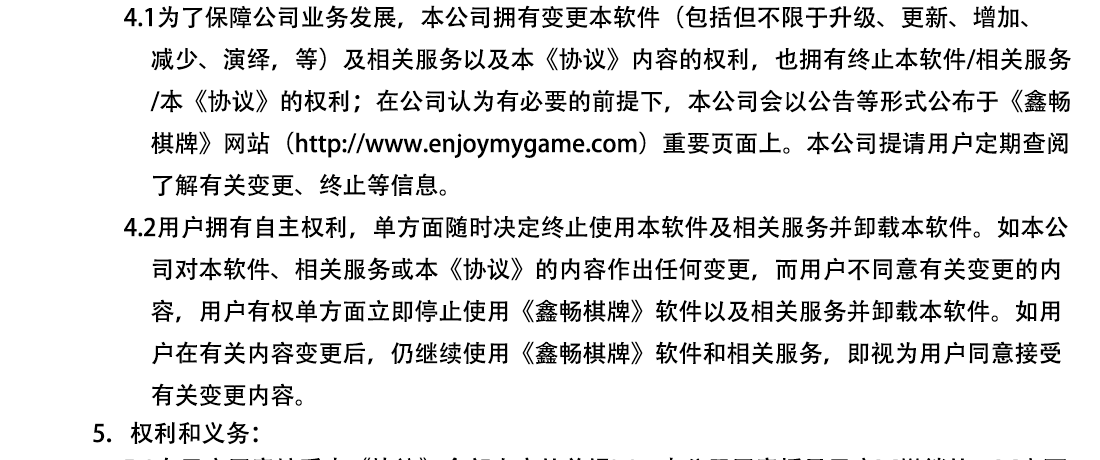 4.1为了保障公司业务发展，本公司拥有变更本软件（包括但不限于升级、更新、增加、
减少、演绎，等）及相关服务以及本《协议》内容的权利，也拥有终止本软件/相关服务
/本《协议》的权利；在公司认为有必要的前提下，本公司会以公告等形式公布于《鑫畅
棋牌》网站（http://www.enjoymygame.com）重要页面上。本公司提请用户定期查阅
了解有关变更、终止等信息。
4.2用户拥有自主权利，单方面随时决定终止使用本软件及相关服务并卸载本软件。如本公
司对本软件、相关服务或本《协议》的内容作出任何变更，而用户不同意有关变更的内
容，用户有权单方面立即停止使用《鑫畅棋牌》软件以及相关服务并卸载本软件。如用
户在有关内容变更后，仍继续使用《鑫畅棋牌》软件和相关服务，即视为用户同意接受
有关变更内容。
5. 权利和义务：